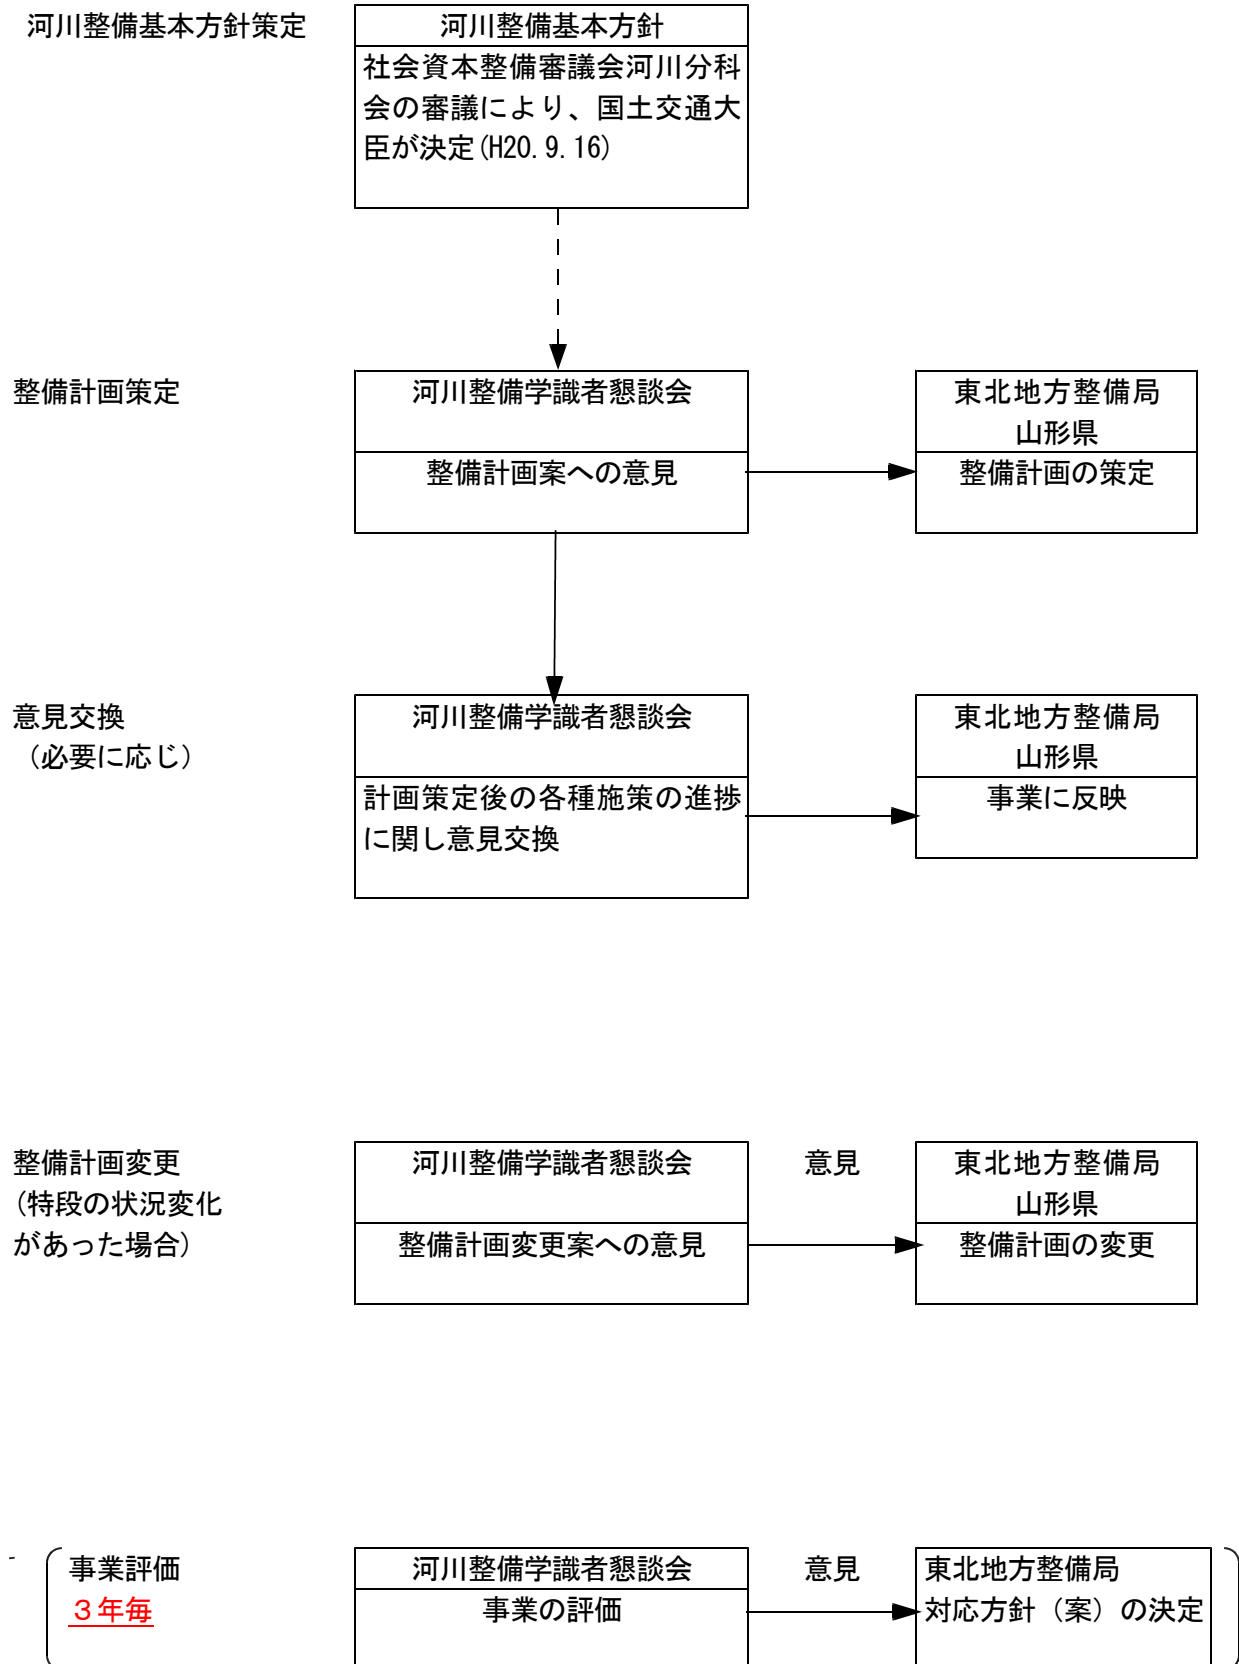 河川整備基本方針策定
河川整備基本方針
社会資本整備審議会河川分科
会の審議により、国土交通大
臣が決定(H20.9.16)
整備計画策定
河川整備学識者懇談会
整備計画案への意見
東北地方整備局
山形県
整備計画の策定
意見交換
（必要に応じ）
河川整備学識者懇談会
計画策定後の各種施策の進捗
に関し意見交換
東北地方整備局
山形県
事業に反映
整備計画変更
(特段の状況変化
があった場合)
河川整備学識者懇談会
整備計画変更案への意見
意見
東北地方整備局
山形県
整備計画の変更
事業評価
３年毎
河川整備学識者懇談会
事業の評価
意見
東北地方整備局
対応方針（案）の決定